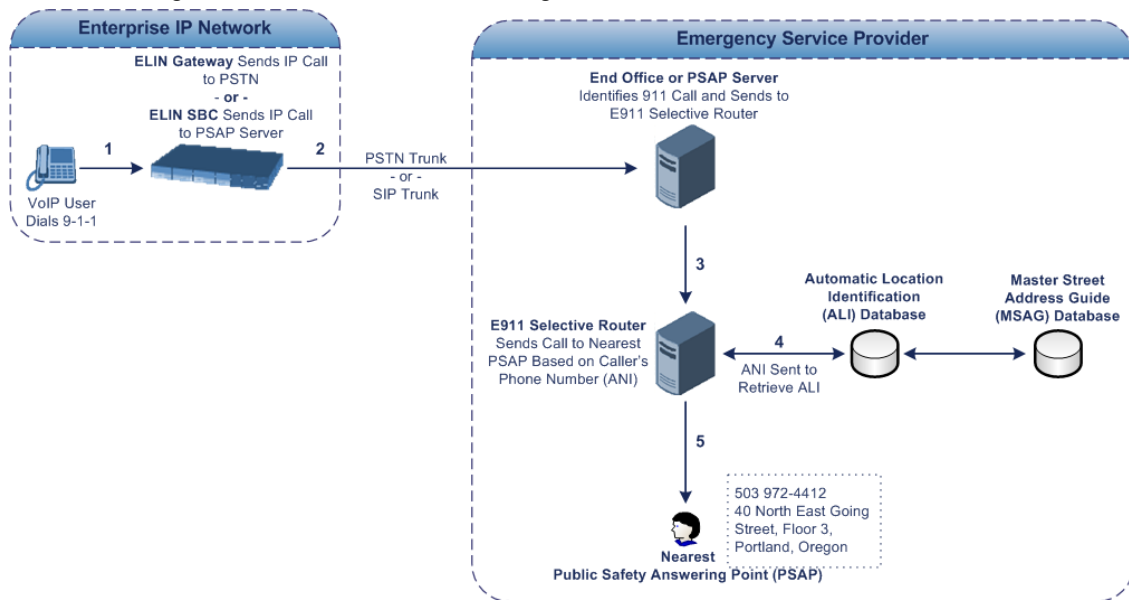 Enterprise IP Network
ELIN Gateway Sends IP Call
to PSTN
- or -
ELIN SBC Sends IP Call
to PSAP Server
1
2
VoIP User
Dials 9-1-1
PSTN Trunk
- or -
SIP Trunk
Emergency Service Provider
End Office or PSAP Server
Identifies 911 Call and Sends to
E911 Selective Router
3
E911 Selective Router
Sends Call to Nearest
PSAP Based on Caller's
Phone Number (ANI)
4
ANI Sent to
Retrieve ALI
Automatic Location
Identification
(ALI) Database
Master Street
Address Guide
(MSAG) Database
5
503 972-4412
40 North East Going
Street, Floor 3,
Portland, Oregon
Nearest
Public Safety Answering Point (PSAP)